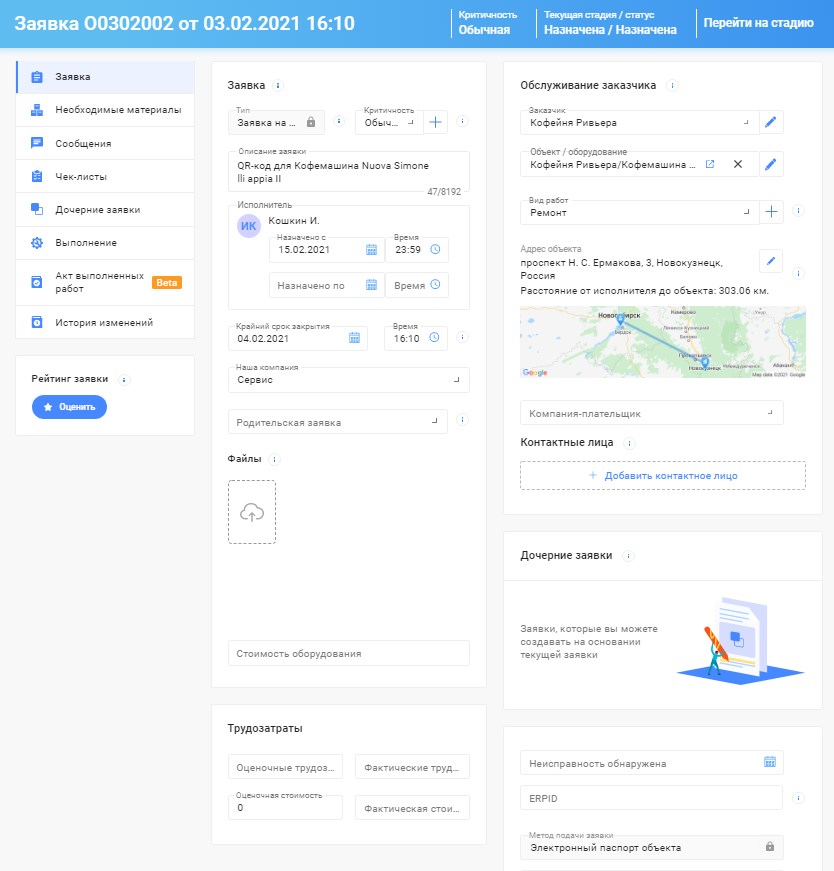 Заявка O0302002 от 03.02.2021 16:10
Критичность
Обычная
Текущая стадия / статус
Назначена / Назначена
Перейти на стадию
Заявка
Необходимые материалы
Сообщения
Чек-листы
Дочерние заявки
Выполнение
Акт выполненных
работ
Beta
История изменений
Рейтинг заявки
Оценить
Заявка
Тип
Заявка на ...
Критичность
Обыч...
Описание заявки
QR-код для Кофемашина Nuova Simone
lli appia II
47/8192
Исполнитель
ИК
Кошкин И.
Назначено с
15.02.2021
Время
23:59
Назначено по
Время
Крайний срок закрытия
04.02.2021
Время
16:10
Наша компания
Сервис
Родительская заявка
Файлы
Стоимость оборудования
Трудозатраты
Оценочные трудоз...
Фактические труд...
Оценочная стоимость
0
Фактическая стои...
Обслуживание заказчика
Заказчик
Кофейня Ривьера
Объект / оборудование
Кофейня Ривьера/Кофемашина ...
Вид работ
Ремонт
Адрес объекта
проспект Н. С. Ермакова, 3, Новокузнецк,
Россия
Расстояние от исполнителя до объекта: 303.06 км.
Новосибирск
Кемерово
Бердск
Ленинск-Кузнецкий
Белово
Прокопьевск
Новокузнецк
Междуреченск
Абакан
Google
Map data ©2021 Google
Компания-плательщик
Контактные лица
Добавить контактное лицо
Дочерние заявки
Заявки, которые вы можете
создавать на основании
текущей заявки
Неисправность обнаружена
ERPID
Метод подачи заявки
Электронный паспорт объекта